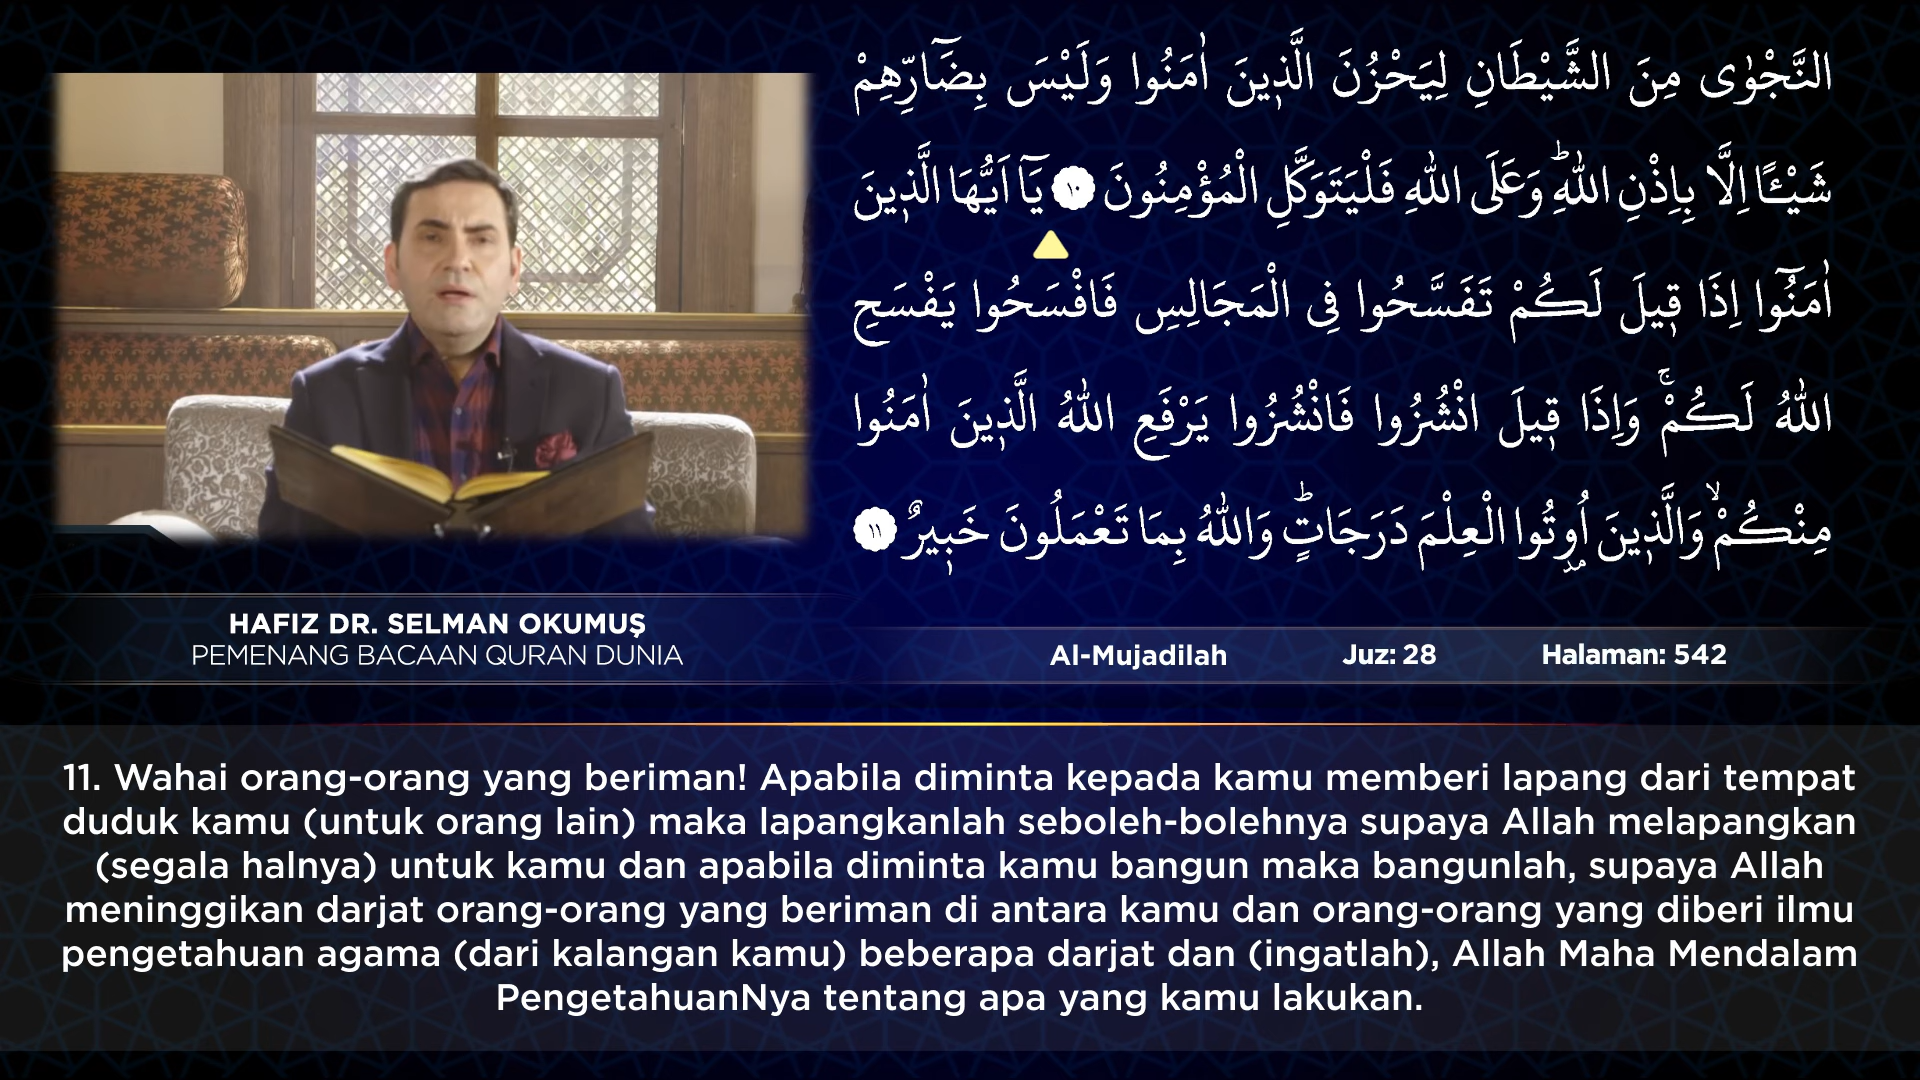 النَّجْوٰى مِنَ الشَّيْطَانِ لِيَحْزُنَ الَّذ۪ينَ اٰمَنُوا وَلَيْسَ بِضَٓارِّهِمْ
شَيْـًٔا اِلَّا بِاِذْنِ اللّٰهِۜ وَعَلَى اللّٰهِ فَلْيَتَوَكَّلِ الْمُؤْمِنُونَ ١٠ يَٓا اَيُّهَا الَّذ۪ينَ
اٰمَنُٓوا اِذَا ق۪يلَ لَكُمْ تَفَسَّحُوا فِي الْمَجَالِسِ فَافْسَحُوا يَفْسَحِ
اللّٰهُ لَكُمْۚ وَاِذَا ق۪يلَ انْشُزُوا فَانْشُزُوا يَرْفَعِ اللّٰهُ الَّذ۪ينَ اٰمَنُوا
مِنْكُمْۙ وَالَّذ۪ينَ اُو۫تُوا الْعِلْمَ دَرَجَاتٍۜ وَاللّٰهُ بِمَا تَعْمَلُونَ خَب۪يرٌ ١١
HAFIZ DR. SELMAN OKUMUŞ
PEMENANG BACAAN QURAN DUNIA
Al-Mujadilah Juz: 28 Halaman: 542
11. Wahai orang-orang yang beriman! Apabila diminta kepada kamu memberi lapang dari tempat
duduk kamu (untuk orang lain) maka lapangkanlah seboleh-bolehnya supaya Allah melapangkan
(segala halnya) untuk kamu dan apabila diminta kamu bangun maka bangunlah, supaya Allah
meninggikan darjat orang-orang yang beriman di antara kamu dan orang-orang yang diberi ilmu
pengetahuan agama (dari kalangan kamu) beberapa darjat dan (ingatlah), Allah Maha Mendalam
PengetahuanNya tentang apa yang kamu lakukan.